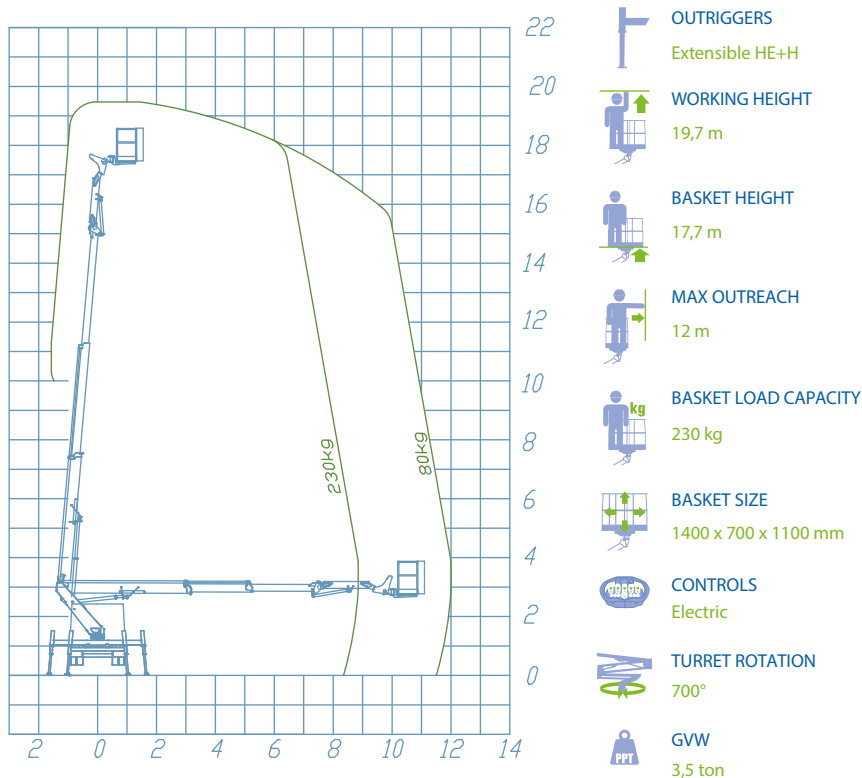 22
20
18
16
14
12
10
8
6
4
2
0
230kg
80kg
2 0 2 4 6 8 10 12 14
OUTRIGGERS
Extensible HE+H
WORKING HEIGHT
19,7 m
BASKET HEIGHT
17,7 m
MAX OUTREACH
12 m
kg
BASKET LOAD CAPACITY
230 kg
BASKET SIZE
1400 x 700 x 1100 mm
CONTROLS
Electric
TURRET ROTATION
700°
PPT
GVW
3,5 ton